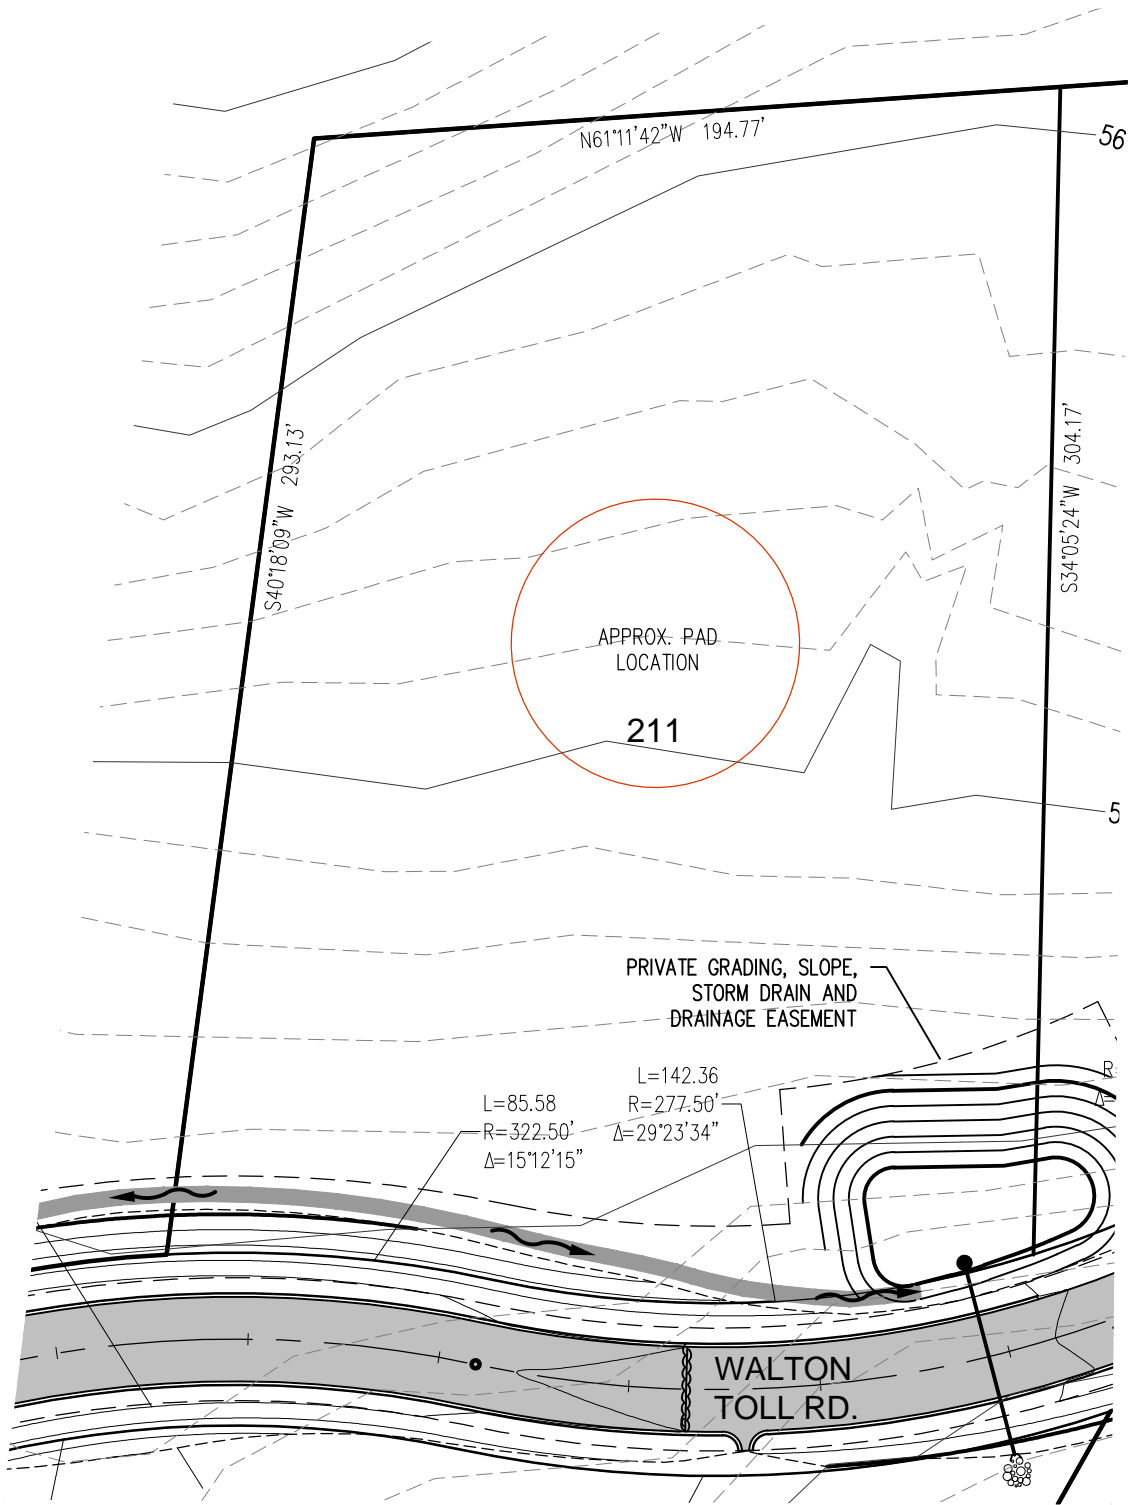 N61°11'42"W 194.77'
56
S40°18'09"W 293.13'
S34°05'24"W 304.17'
APPROX. PAD
LOCATION
211
5
PRIVATE GRADING, SLOPE,
STORM DRAIN AND
DRAINAGE EASEMENT
L=142.36
R=277.50'
Δ=29°23'34"
L=85.58
R=322.50'
Δ=15°12'15"
R=
Δ=
WALTON
TOLL RD.